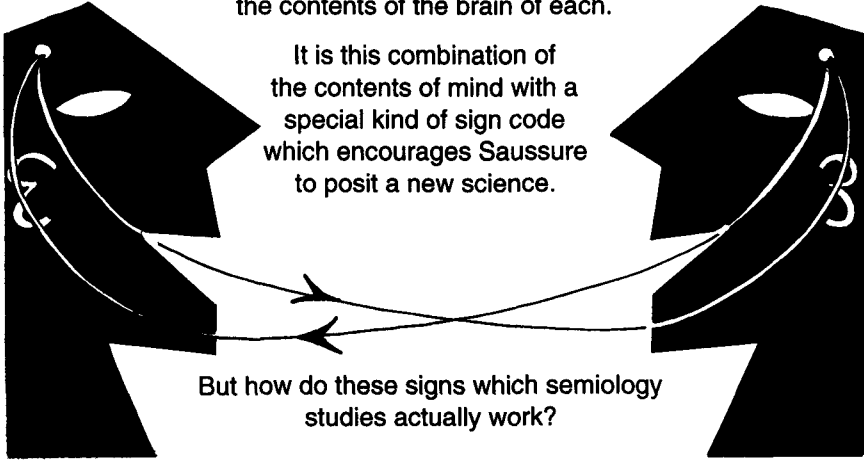 the contents of the brain of each.
It is this combination of
the contents of mind with a
special kind of sign code
which encourages Saussure
to posit a new science.
But how do these signs which semiology
studies actually work?